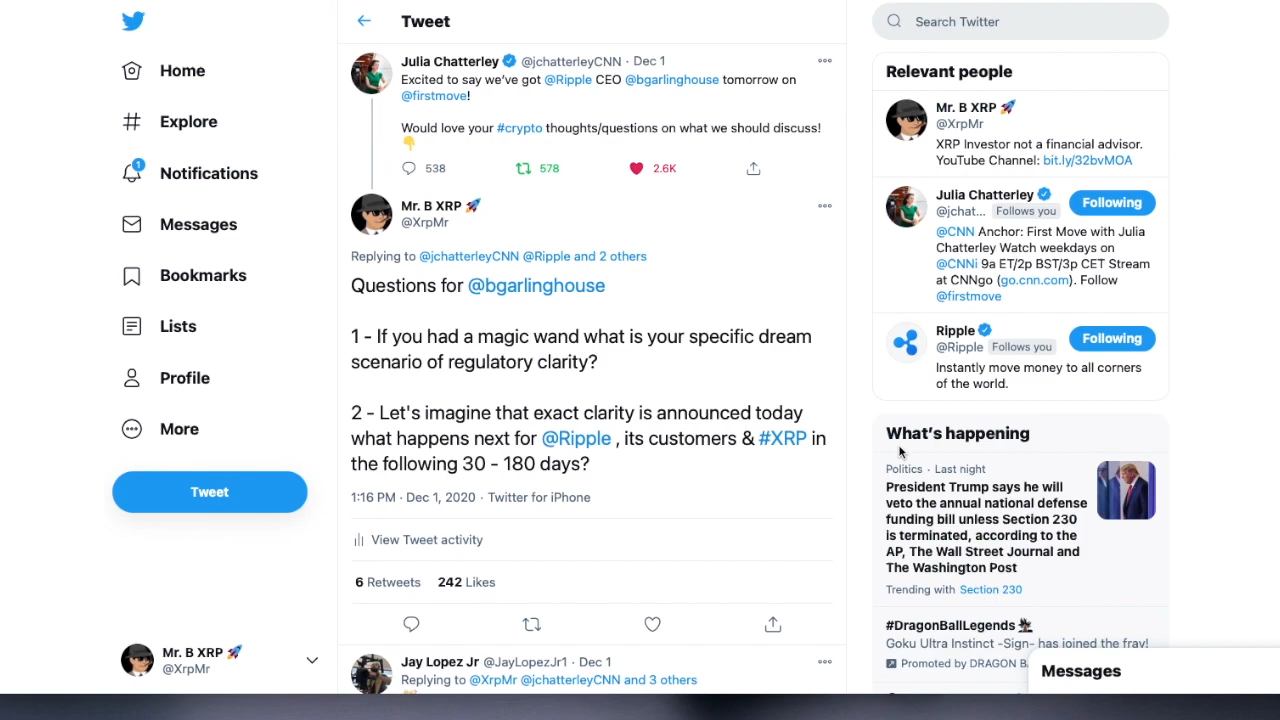 Home
Explore
1
Notifications
Messages
Bookmarks
Lists
Profile
More
Tweet
Mr. B XRP 🚀
@XrpMr
Tweet
Julia Chatterley @jchatterleyCNN · Dec 1
Excited to say we've got @Ripple CEO @bgarlinghouse tomorrow on
@firstmove!
Would love your #crypto thoughts/questions on what we should discuss!
👇
538 578 2.6K
Mr. B XRP 🚀
@XrpMr
Replying to @jchatterleyCNN @Ripple and 2 others
Questions for @bgarlinghouse
1 - If you had a magic wand what is your specific dream
scenario of regulatory clarity?
2 - Let's imagine that exact clarity is announced today
what happens next for @Ripple , its customers & #XRP in
the following 30 - 180 days?
1:16 PM · Dec 1, 2020 · Twitter for iPhone
View Tweet activity
6 Retweets 242 Likes
Jay Lopez Jr @JayLopezJr1 · Dec 1
Replying to @XrpMr @jchatterleyCNN and 3 others
Search Twitter
Relevant people
Mr. B XRP 🚀
@XrpMr
XRP Investor not a financial advisor.
YouTube Channel: bit.ly/32bvMOA
Julia Chatterley
@jchat... Follows you
Following
@CNN Anchor: First Move with Julia
Chatterley Watch weekdays on
@CNNi 9a ET/2p BST/3p CET Stream
at CNNgo (go.cnn.com). Follow
@firstmove
Ripple
@Ripple Follows you
Following
Instantly move money to all corners
of the world.
What's happening
Politics · Last night
President Trump says he will
veto the annual national defense
funding bill unless Section 230
is terminated, according to the
AP, The Wall Street Journal and
The Washington Post
Trending with Section 230
#DragonBallLegends
Goku Ultra Instinct -Sign- has joined the fray!
Promoted by DRAGON
Messages